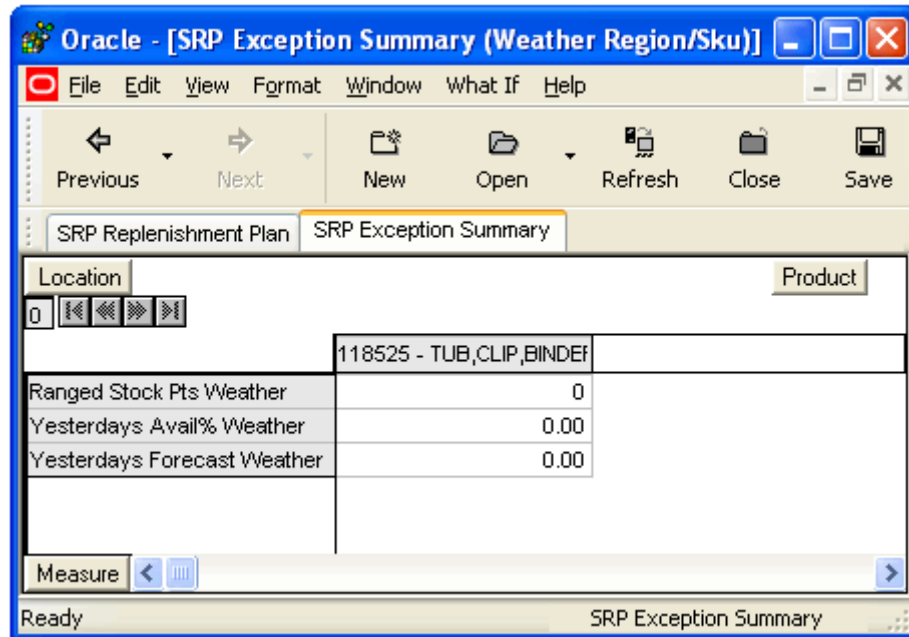 Oracle - [SRP Exception Summary (Weather Region/Sku)]
File Edit View Format Window What If Help
Previous Next New Open Refresh Close Save
SRP Replenishment Plan SRP Exception Summary
Location Product
0
118525 - TUB,CLIP,BINDER
Ranged Stock Pts Weather 0
Yesterdays Avail% Weather 0.00
Yesterdays Forecast Weather 0.00
Measure
Ready SRP Exception Summary